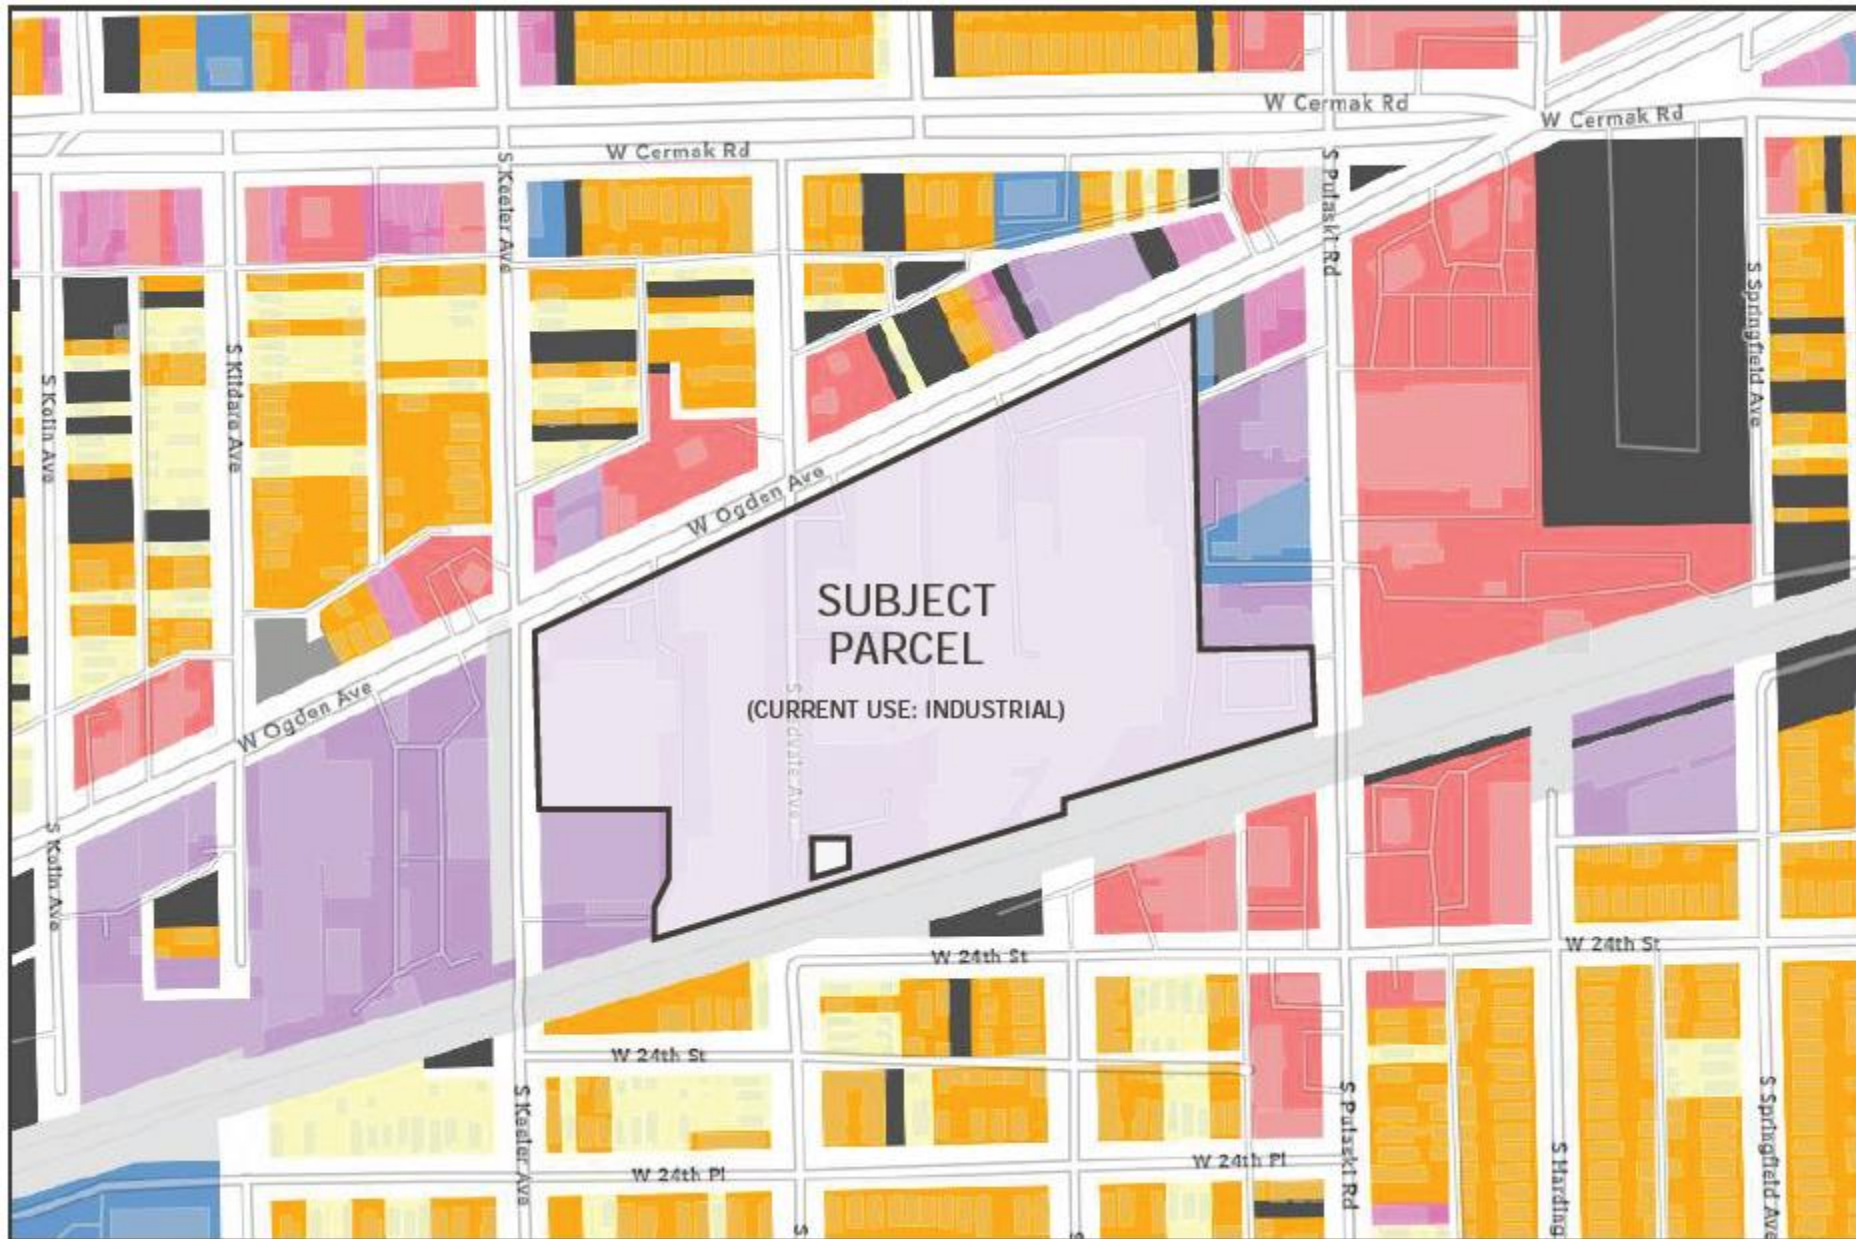 W Cermak Rd
W Cermak Rd
W Cermak Rd
S Keeler Ave
S Pulaski Rd
S Springfield Ave
S Kildare Ave
S Kolin Ave
W Ogden Ave
SUBJECT
PARCEL
(CURRENT USE: INDUSTRIAL)
W Ogden Ave
S Kolin Ave
W 24th St
W 24th St
W 24th St
S Keeler Ave
S Pulaski Rd
S Harding
S Springfield Ave
W 24th Pl
W 24th Pl
S
S